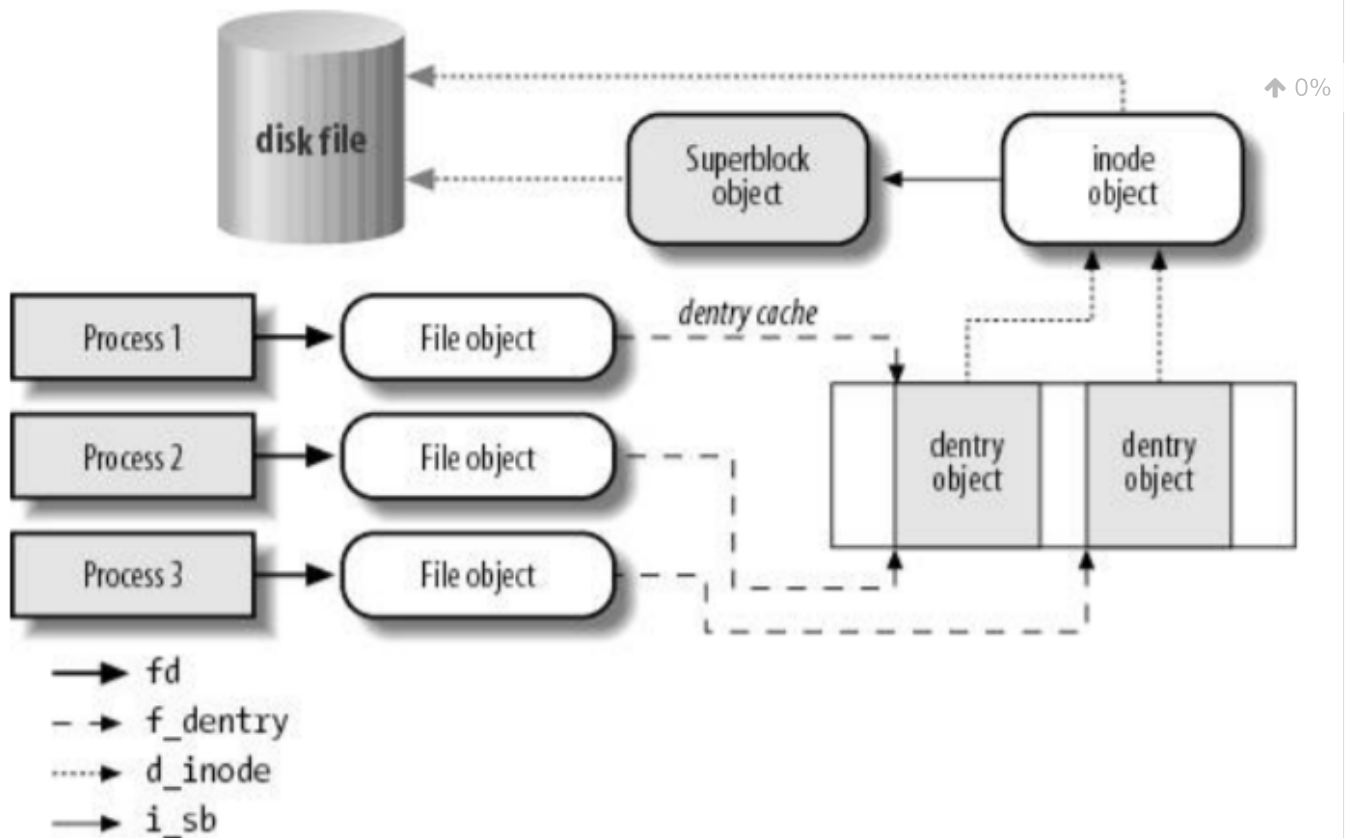 disk file
Superblock
object
inode
object
↑ 0%
Process 1
File object
dentry cache
Process 2
File object
dentry
object
dentry
object
Process 3
File object
fd
f_dentry
d_inode
i_sb